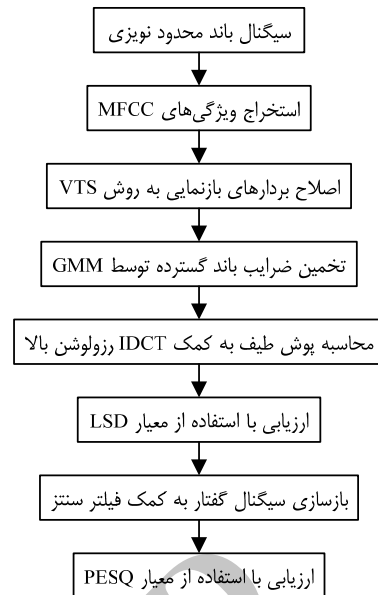 سیگنال باند محدود نویزی
استخراج ویژگی‌های MFCC
اصلاح بردارهای بازنمایی به روش VTS
تخمین ضرایب باند گسترده توسط GMM
محاسبه پوش طیف به کمک IDCT رزولوشن بالا
ارزیابی با استفاده از معیار LSD
بازسازی سیگنال گفتار به کمک فیلتر سنتز
ارزیابی با استفاده از معیار PESQ